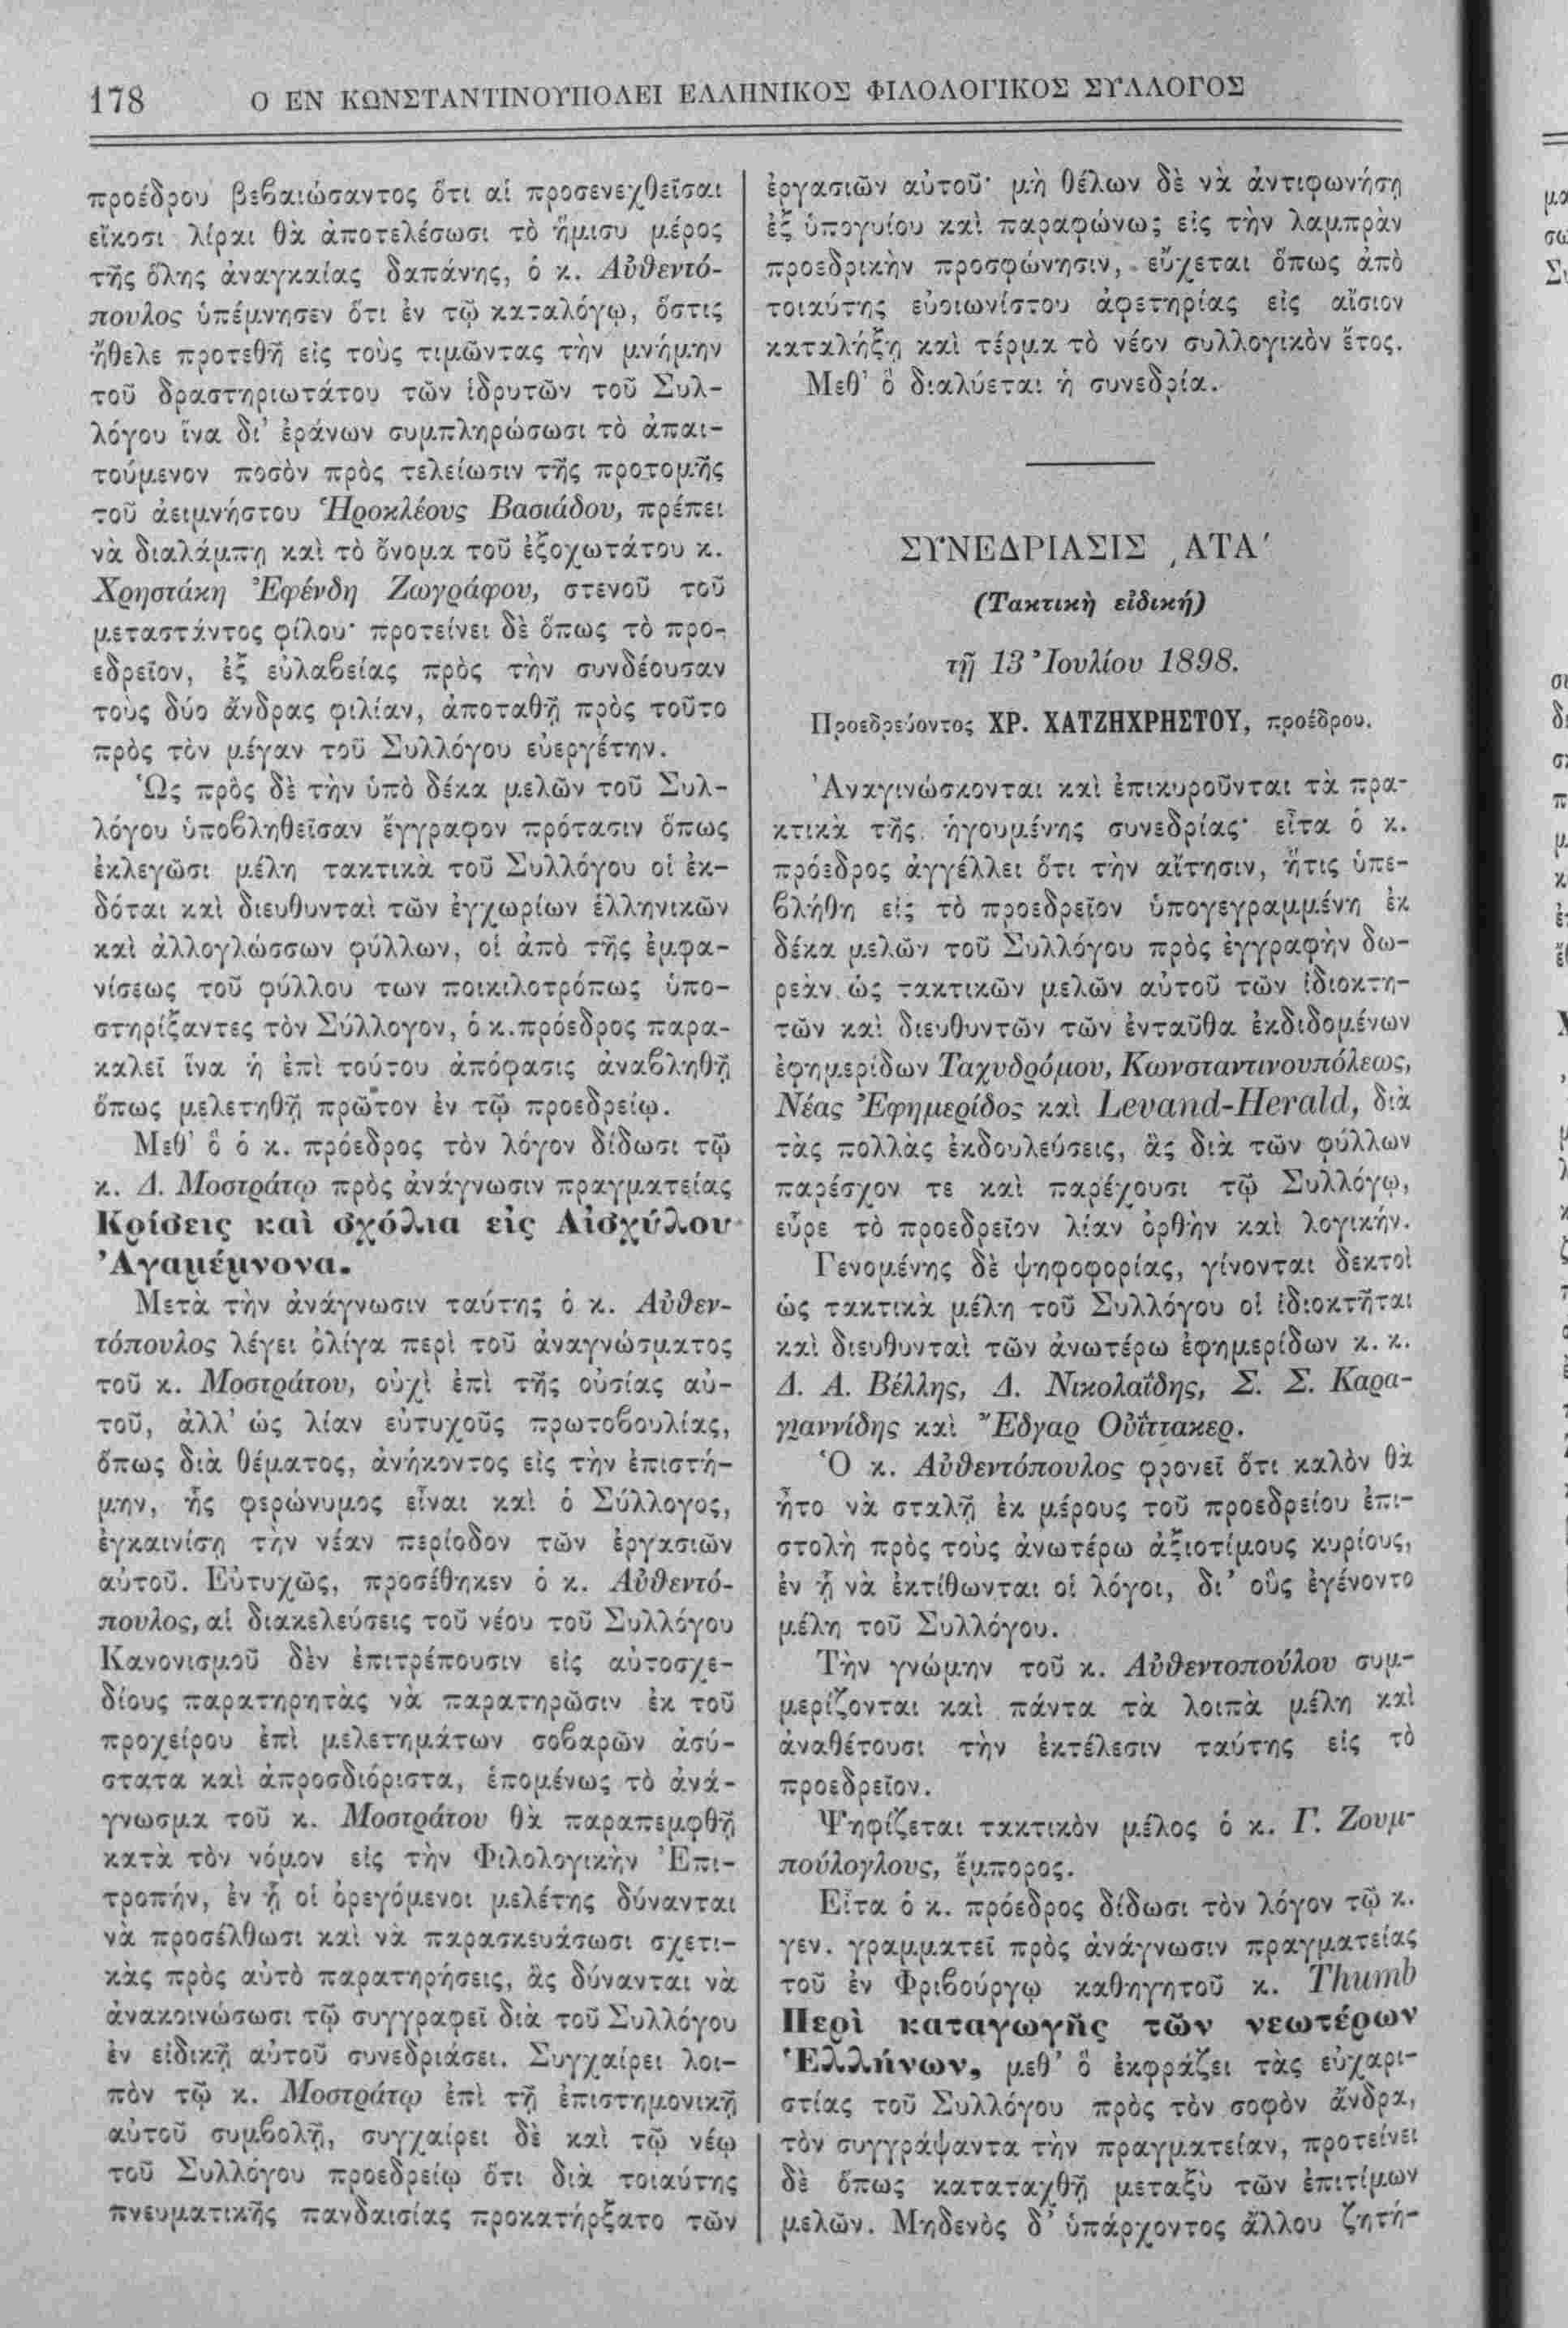 178 Ο ΕΝ ΚΩΝΣΤΑΝΤΙΝΟΥΠΟΛΕΙ ΕΛΛΗΝΙΚΟΣ ΦΙΛΟΛΟΓΙΚΟΣ ΣΥΛΛΟΓΟΣ
προέδρου βεβαιώσαντος ὅτι αἱ προσενεχθεῖσαι
εἴκοσι λίραι θὰ ἀποτελέσωσι τὸ ἥμισυ μέρος
τῆς ὅλης ἀναγκαίας δαπάνης, ὁ κ. Αὐθεντό-
πουλος ὑπέμνησεν ὅτι ἐν τῷ καταλόγῳ, ὅστις
ἤθελε προτεθῆ εἰς τοὺς τιμῶντας τὴν μνήμην
τοῦ δραστηριωτάτου τῶν ἱδρυτῶν τοῦ Συλ-
λόγου ἵνα δι' ἐράνων συμπληρώσωσι τὸ ἀπαι-
τούμενον ποσὸν πρὸς τελείωσιν τῆς προτομῆς
τοῦ ἀειμνήστου Ἡροκλέους Βασιάδου, πρέπει
νὰ διαλάμπῃ καὶ τὸ ὄνομα τοῦ ἐξοχωτάτου κ.
Χρηστάκη Ἐφένδη Ζωγράφου, στενοῦ τοῦ
μεταστάντος φίλου· προτείνει δὲ ὅπως τὸ προ-
εδρεῖον, ἐξ εὐλαβείας πρὸς τὴν συνδέουσαν
τοὺς δύο ἄνδρας φιλίαν, ἀποταθῇ πρὸς τοῦτο
πρὸς τὸν μέγαν τοῦ Συλλόγου εὐεργέτην.
Ὡς πρὸς δὲ τὴν ὑπὸ δέκα μελῶν τοῦ Συλ-
λόγου ὑποβληθεῖσαν ἔγγραφον πρότασιν ὅπως
ἐκλεγῶσι μέλη τακτικὰ τοῦ Συλλόγου οἱ ἐκ-
δόται καὶ διευθυνταὶ τῶν ἐγχωρίων ἑλληνικῶν
καὶ ἀλλογλώσσων φύλλων, οἱ ἀπὸ τῆς ἐμφα-
νίσεως τοῦ φύλλου των ποικιλοτρόπως ὑπο-
στηρίξαντες τὸν Σύλλογον, ὁ κ. πρόεδρος παρα-
καλεῖ ἵνα ἡ ἐπὶ τούτου ἀπόφασις ἀναβληθῇ
ὅπως μελετηθῇ πρῶτον ἐν τῷ προεδρείῳ.
Μεθ' ὃ ὁ κ. πρόεδρος τὸν λόγον δίδωσι τῷ
κ. Δ. Μοστράτῳ πρὸς ἀνάγνωσιν πραγματείας
Κρίσεις καὶ σχόλια εἰς Αἰσχύλου
Ἀγαμέμνονα.
Μετὰ τὴν ἀνάγνωσιν ταύτης ὁ κ. Αὐθεν-
τόπουλος λέγει ὀλίγα περὶ τοῦ ἀναγνώσματος
τοῦ κ. Μοστράτου, οὐχὶ ἐπὶ τῆς οὐσίας αὐ-
τοῦ, ἀλλ' ὡς λίαν εὐτυχοῦς πρωτοβουλίας,
ὅπως διὰ θέματος, ἀνήκοντος εἰς τὴν ἐπιστή-
μην, ἧς φερώνυμος εἶναι καὶ ὁ Σύλλογος,
ἐγκαινίσῃ τὴν νέαν περίοδον τῶν ἐργασιῶν
αὐτοῦ. Εὐτυχῶς, προσέθηκεν ὁ κ. Αὐθεντό-
πουλος, αἱ διακελεύσεις τοῦ νέου τοῦ Συλλόγου
Κανονισμοῦ δὲν ἐπιτρέπουσιν εἰς αὐτοσχε-
δίους παρατηρητὰς νὰ παρατηρῶσιν ἐκ τοῦ
προχείρου ἐπὶ μελετημάτων σοβαρῶν ἀσύ-
στατα καὶ ἀπροσδιόριστα, ἑπομένως τὸ ἀνά-
γνωσμα τοῦ κ. Μοστράτου θὰ παραπεμφθῇ
κατὰ τὸν νόμον εἰς τὴν Φιλολογικὴν Ἐπι-
τροπήν, ἐν ᾗ οἱ ὀρεγόμενοι μελέτης δύνανται
νὰ προσέλθωσι καὶ νὰ παρασκευάσωσι σχετι-
κὰς πρὸς αὐτὸ παρατηρήσεις, ἃς δύνανται νὰ
ἀνακοινώσωσι τῷ συγγραφεῖ διὰ τοῦ Συλλόγου
ἐν εἰδικῇ αὐτοῦ συνεδριάσει. Συγχαίρει λοι-
πὸν τῷ κ. Μοστράτῳ ἐπὶ τῇ ἐπιστημονικῇ
αὐτοῦ συμβολῇ, συγχαίρει δὲ καὶ τῷ νέῳ
τοῦ Συλλόγου προεδρείῳ ὅτι διὰ τοιαύτης
πνευματικῆς πανδαισίας προκατήρξατο τῶν
ἐργασιῶν αὐτοῦ· μὴ θέλων δὲ νὰ ἀντιφωνήσῃ
ἐξ ὑπογυίου καὶ παραφώνως εἰς τὴν λαμπρὰν
προεδρικὴν προσφώνησιν, εὔχεται ὅπως ἀπὸ
τοιαύτης εὐοιωνίστου ἀφετηρίας εἰς αἴσιον
καταλήξῃ καὶ τέρμα τὸ νέον συλλογικὸν ἔτος.
Μεθ' ὃ διαλύεται ἡ συνεδρία.
ΣΥΝΕΔΡΙΑΣΙΣ ͵ΑΤΑʹ
(Τακτικὴ εἰδική)
τῇ 13 Ἰουλίου 1898.
Προεδρεύοντος ΧΡ. ΧΑΤΖΗΧΡΗΣΤΟΥ, προέδρου.
Ἀναγινώσκονται καὶ ἐπικυροῦνται τὰ πρα-
κτικὰ τῆς ἡγουμένης συνεδρίας· εἶτα ὁ κ.
πρόεδρος ἀγγέλλει ὅτι τὴν αἴτησιν, ἥτις ὑπε-
βλήθη εἰς τὸ προεδρεῖον ὑπογεγραμμένη ἐκ
δέκα μελῶν τοῦ Συλλόγου πρὸς ἐγγραφὴν δω-
ρεὰν ὡς τακτικῶν μελῶν αὐτοῦ τῶν ἰδιοκτη-
τῶν καὶ διευθυντῶν τῶν ἐνταῦθα ἐκδιδομένων
ἐφημερίδων Ταχυδρόμου, Κωνσταντινουπόλεως,
Νέας Ἐφημερίδος καὶ Levand-Herald, διὰ
τὰς πολλὰς ἐκδουλεύσεις, ἃς διὰ τῶν φύλλων
παρέσχον τε καὶ παρέχουσι τῷ Συλλόγῳ,
εὗρε τὸ προεδρεῖον λίαν ὀρθὴν καὶ λογικήν.
Γενομένης δὲ ψηφοφορίας, γίνονται δεκτοὶ
ὡς τακτικὰ μέλη τοῦ Συλλόγου οἱ ἰδιοκτῆται
καὶ διευθυνταὶ τῶν ἀνωτέρω ἐφημερίδων κ. κ.
Δ. Α. Βέλλης, Δ. Νικολαΐδης, Σ. Σ. Καρα-
γιαννίδης καὶ Ἔδγαρ Οὐΐττακερ.
Ὁ κ. Αὐθεντόπουλος φρονεῖ ὅτι καλὸν θὰ
ἦτο νὰ σταλῇ ἐκ μέρους τοῦ προεδρείου ἐπι-
στολὴ πρὸς τοὺς ἀνωτέρω ἀξιοτίμους κυρίους,
ἐν ᾗ νὰ ἐκτίθωνται οἱ λόγοι, δι' οὓς ἐγένοντο
μέλη τοῦ Συλλόγου.
Τὴν γνώμην τοῦ κ. Αὐθεντοπούλου συμ-
μερίζονται καὶ πάντα τὰ λοιπὰ μέλη καὶ
ἀναθέτουσι τὴν ἐκτέλεσιν ταύτης εἰς τὸ
προεδρεῖον.
Ψηφίζεται τακτικὸν μέλος ὁ κ. Γ. Ζουμ-
πούλογλους, ἔμπορος.
Εἶτα ὁ κ. πρόεδρος δίδωσι τὸν λόγον τῷ κ.
γεν. γραμματεῖ πρὸς ἀνάγνωσιν πραγματείας
τοῦ ἐν Φριβούργῳ καθηγητοῦ κ. Thumb
Περὶ καταγωγῆς τῶν νεωτέρων
Ἑλλήνων, μεθ' ὃ ἐκφράζει τὰς εὐχαρι-
στίας τοῦ Συλλόγου πρὸς τὸν σοφὸν ἄνδρα,
τὸν συγγράψαντα τὴν πραγματείαν, προτείνει
δὲ ὅπως καταταχθῇ μεταξὺ τῶν ἐπιτίμων
μελῶν. Μηδενὸς δ' ὑπάρχοντος ἄλλου ζητή-